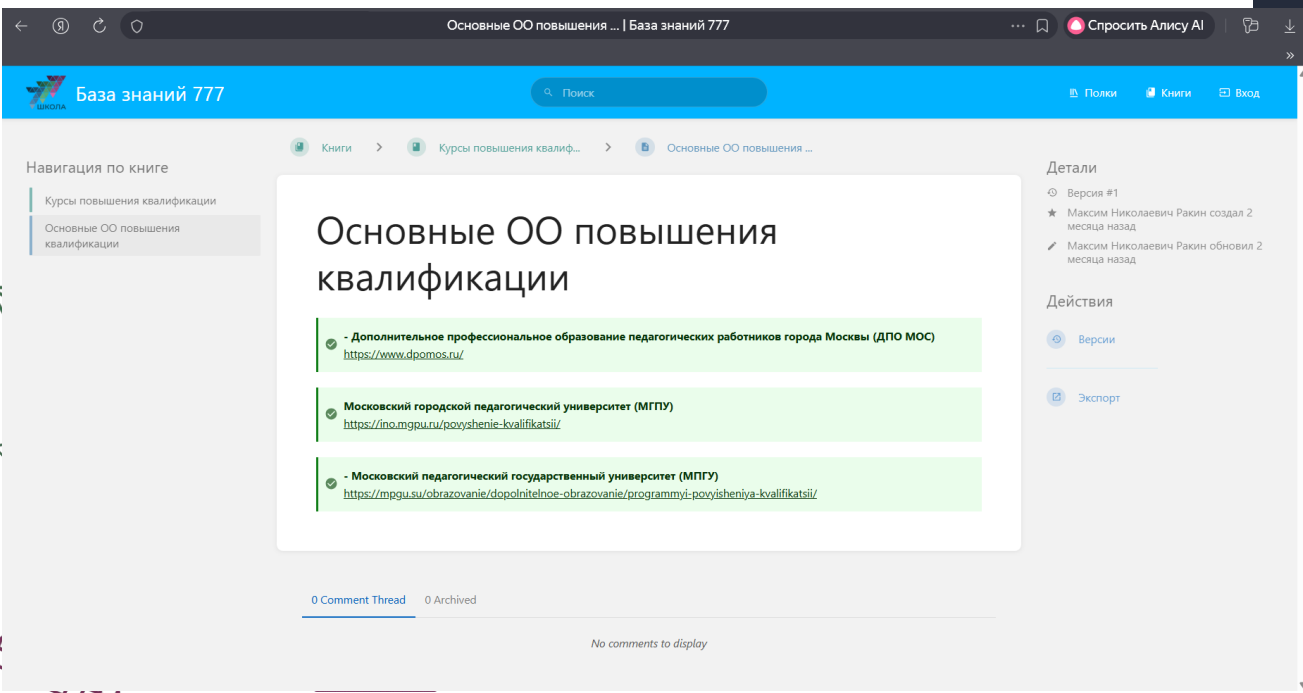 Основные ОО повышения ... | База знаний 777
Спросить Алису AI
ШКОЛА
База знаний 777
Поиск
Полки
Книги
Вход
Книги
Курсы повышения квалиф...
Основные ОО повышения ...
Навигация по книге
Курсы повышения квалификации
Основные ОО повышения
квалификации
Основные ОО повышения
квалификации
- Дополнительное профессиональное образование педагогических работников города Москвы (ДПО МОС)
https://www.dpomos.ru/
Московский городской педагогический университет (МГПУ)
https://ino.mgpu.ru/povyshenie-kvalifikatsii/
- Московский педагогический государственный университет (МПГУ)
https://mpgu.su/obrazovanie/dopolnitelnoe-obrazovanie/programmyi-povyisheniya-kvalifikatsii/
Детали
Версия #1
Максим Николаевич Ракин создал 2
месяца назад
Максим Николаевич Ракин обновил 2
месяца назад
Действия
Версии
Экспорт
0 Comment Thread
0 Archived
No comments to display